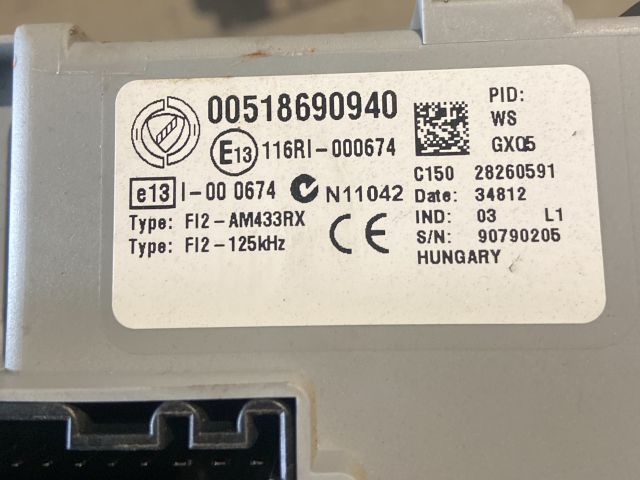 00518690940
E13 116RI-000674
e13 I-00 0674 N11042
Type: FI2-AM433RX
Type: FI2-125kHz
CE
PID:
WS
GX05
C150 28260591
Date: 34812
IND: 03 L1
S/N: 90790205
HUNGARY